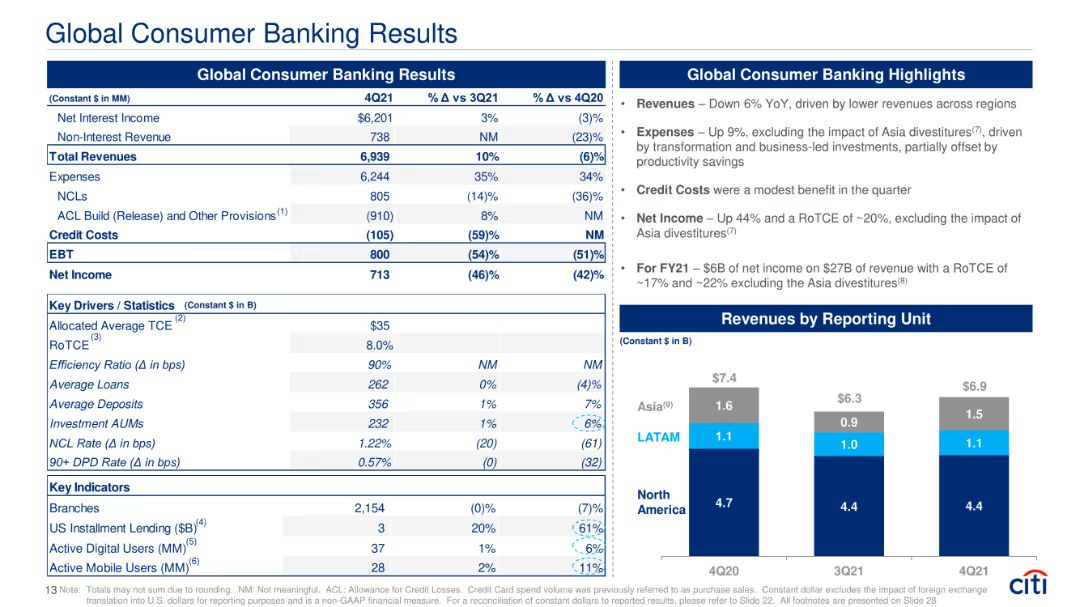 Global Consumer Banking Results
Global Consumer Banking Results
(Constant $ in MM) 4Q21 % Δ vs 3Q21 % Δ vs 4Q20
Net Interest Income $6,201 3% (3)%
Non-Interest Revenue 738 NM (23)%
Total Revenues 6,939 10% (6)%
Expenses 6,244 35% 34%
NCLs 805 (14)% (36)%
ACL Build (Release) and Other Provisions(1) (910) 8% NM
Credit Costs (105) (59)% NM
EBT 800 (54)% (51)%
Net Income 713 (46)% (42)%
Key Drivers / Statistics (Constant $ in B)
Allocated Average TCE (2) $35
RoTCE (3) 8.0%
Efficiency Ratio (Δ in bps) 90% NM NM
Average Loans 262 0% (4)%
Average Deposits 356 1% 7%
Investment AUMs 232 1% 6%
NCL Rate (Δ in bps) 1.22% (20) (61)
90+ DPD Rate (Δ in bps) 0.57% (0) (32)
Key Indicators
Branches 2,154 (0)% (7)%
US Installment Lending ($B)(4) 3 20% 61%
Active Digital Users (MM)(5) 37 1% 6%
Active Mobile Users (MM)(6) 28 2% 11%
Global Consumer Banking Highlights
• Revenues – Down 6% YoY, driven by lower revenues across regions
• Expenses – Up 9%, excluding the impact of Asia divestitures(7), driven
by transformation and business-led investments, partially offset by
productivity savings
• Credit Costs were a modest benefit in the quarter
• Net Income – Up 44% and a RoTCE of ~20%, excluding the impact of
Asia divestitures(7)
• For FY21 – $6B of net income on $27B of revenue with a RoTCE of
~17% and ~22% excluding the Asia divestitures(8)
Revenues by Reporting Unit
(Constant $ in B)
$7.4 $6.3 $6.9
Asia(9) 1.6 0.9 1.5
LATAM 1.1 1.0 1.1
North
America 4.7 4.4 4.4
4Q20 3Q21 4Q21
13 Note: Totals may not sum due to rounding. NM: Not meaningful. ACL: Allowance for Credit Losses. Credit Card spend volume was previously referred to as purchase sales. Constant dollar excludes the impact of foreign exchange
translation into U.S. dollars for reporting purposes and is a non-GAAP financial measure. For a reconciliation of constant dollars to reported results, please refer to Slide 22. All footnotes are presented on Slide 28.
citi